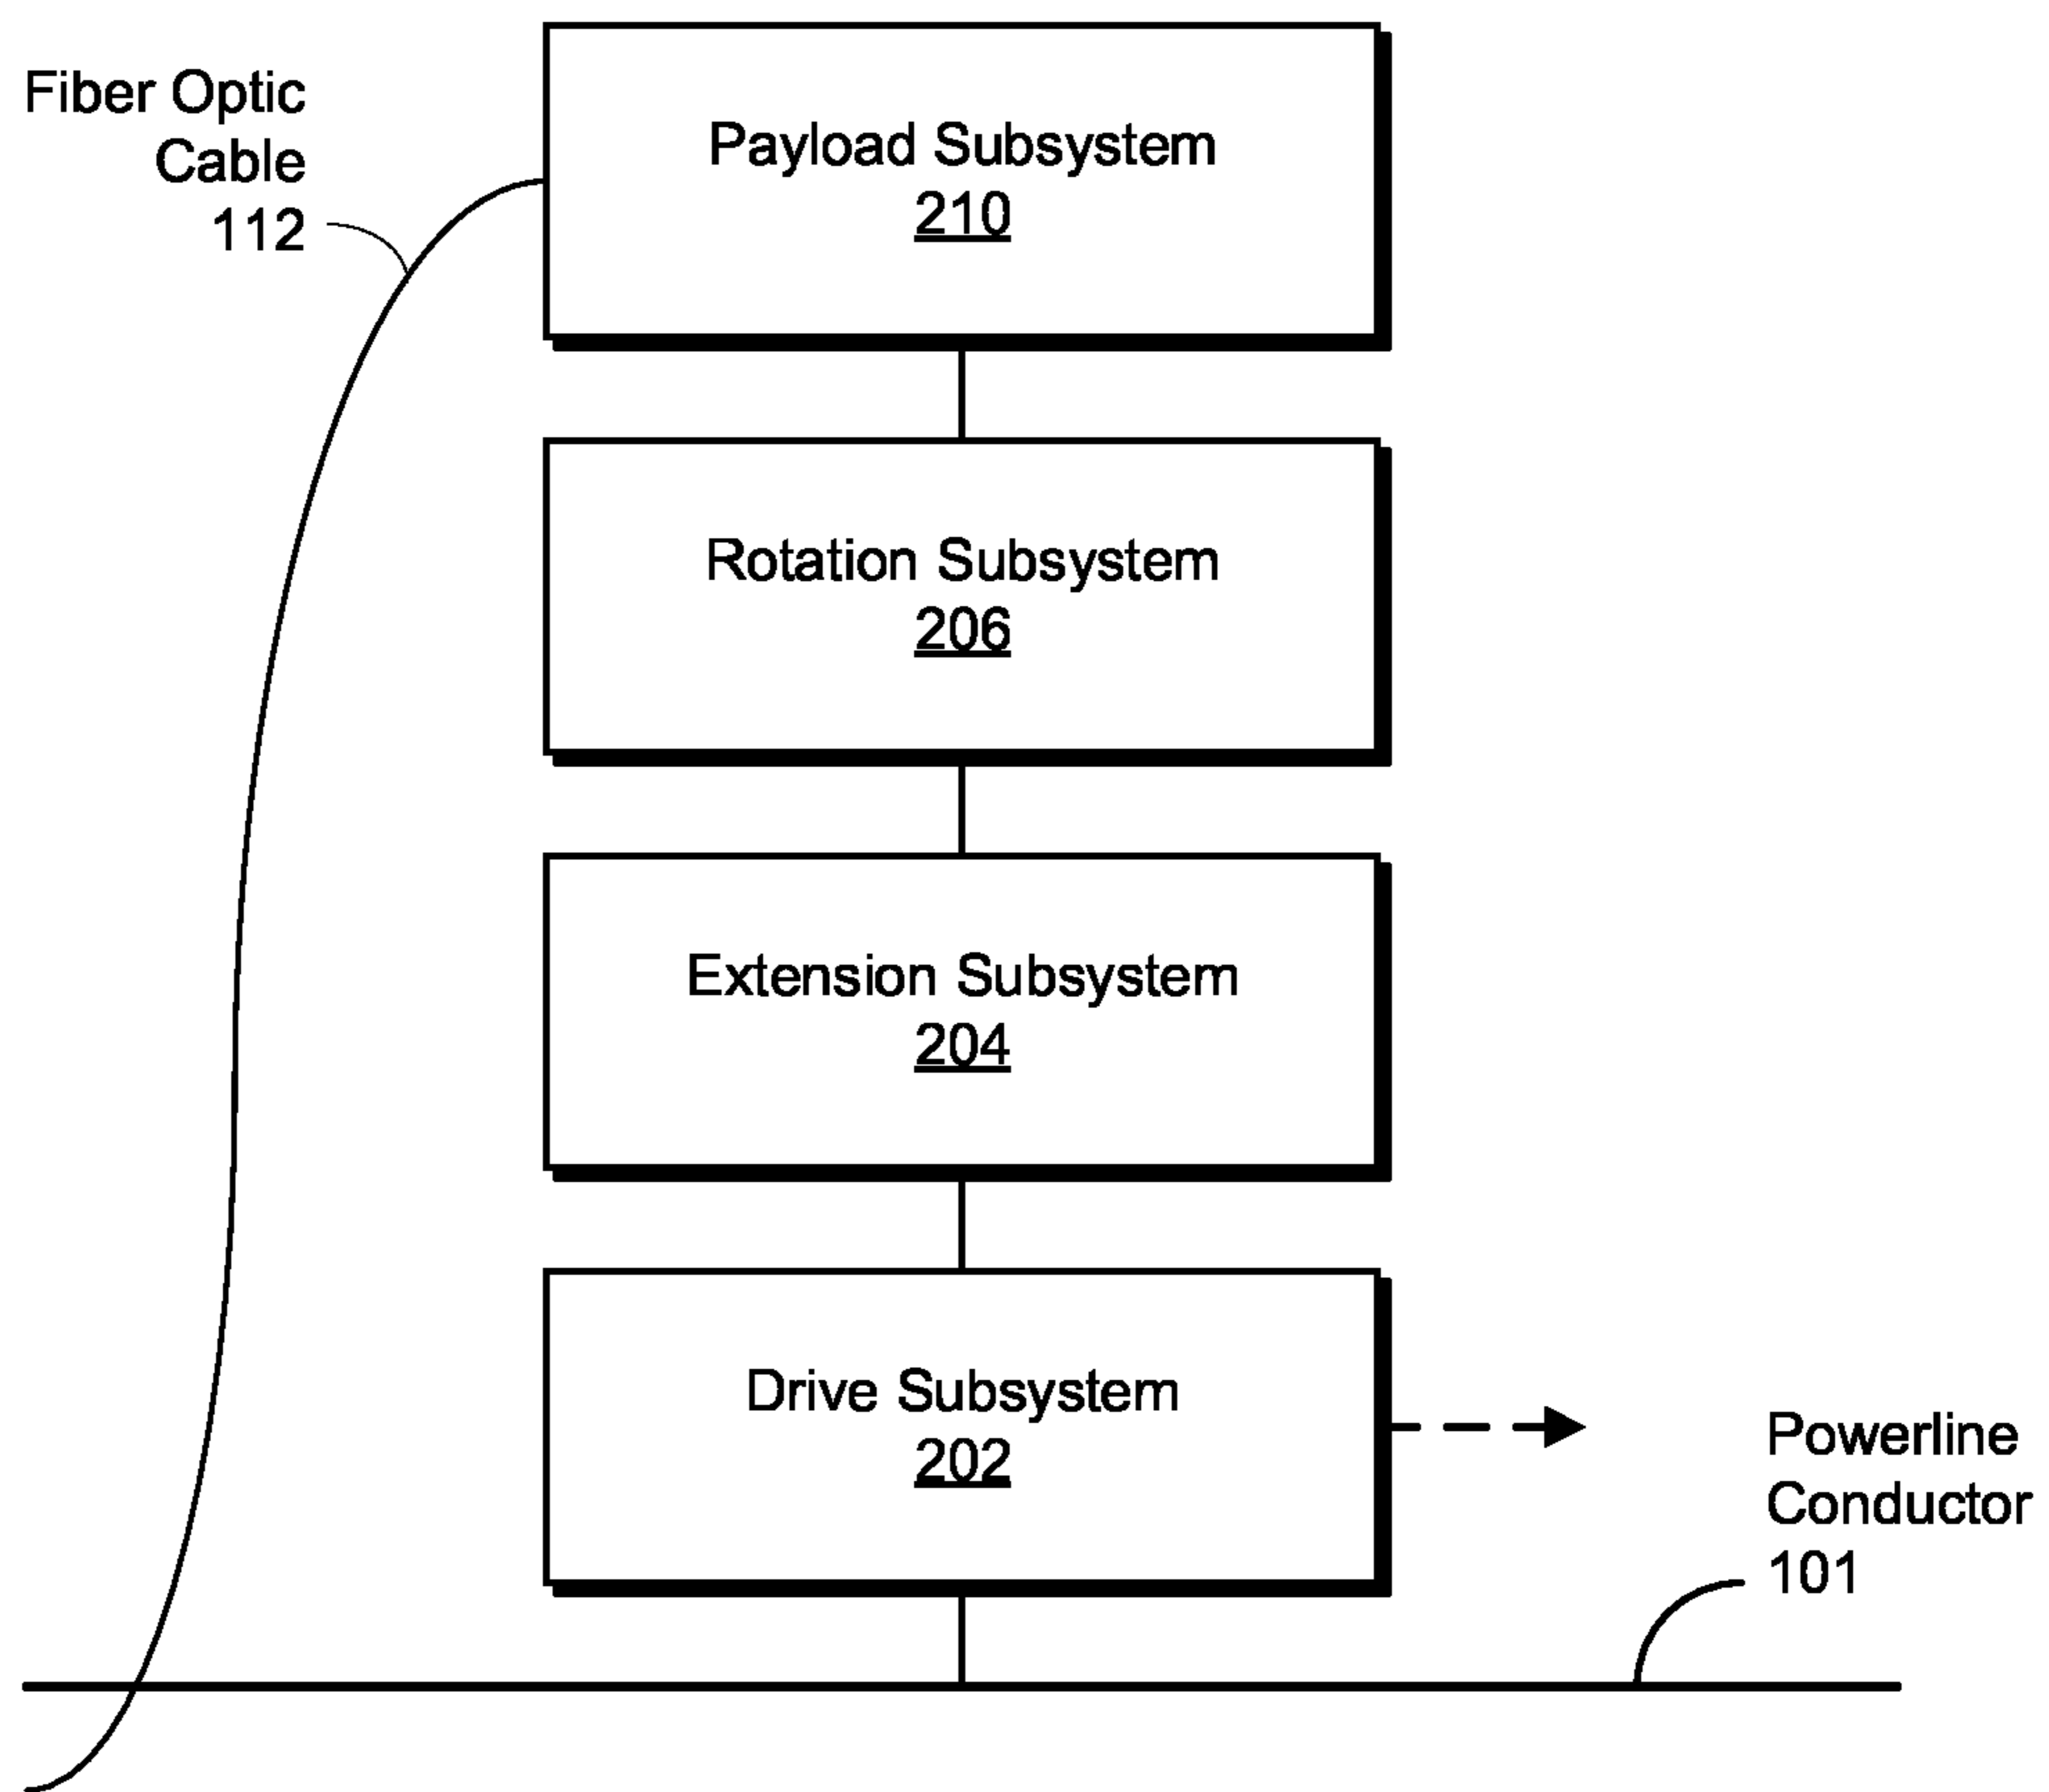 Fiber Optic
Cable
112
Payload Subsystem
210
Rotation Subsystem
206
Extension Subsystem
204
Drive Subsystem
202
Powerline
Conductor
101